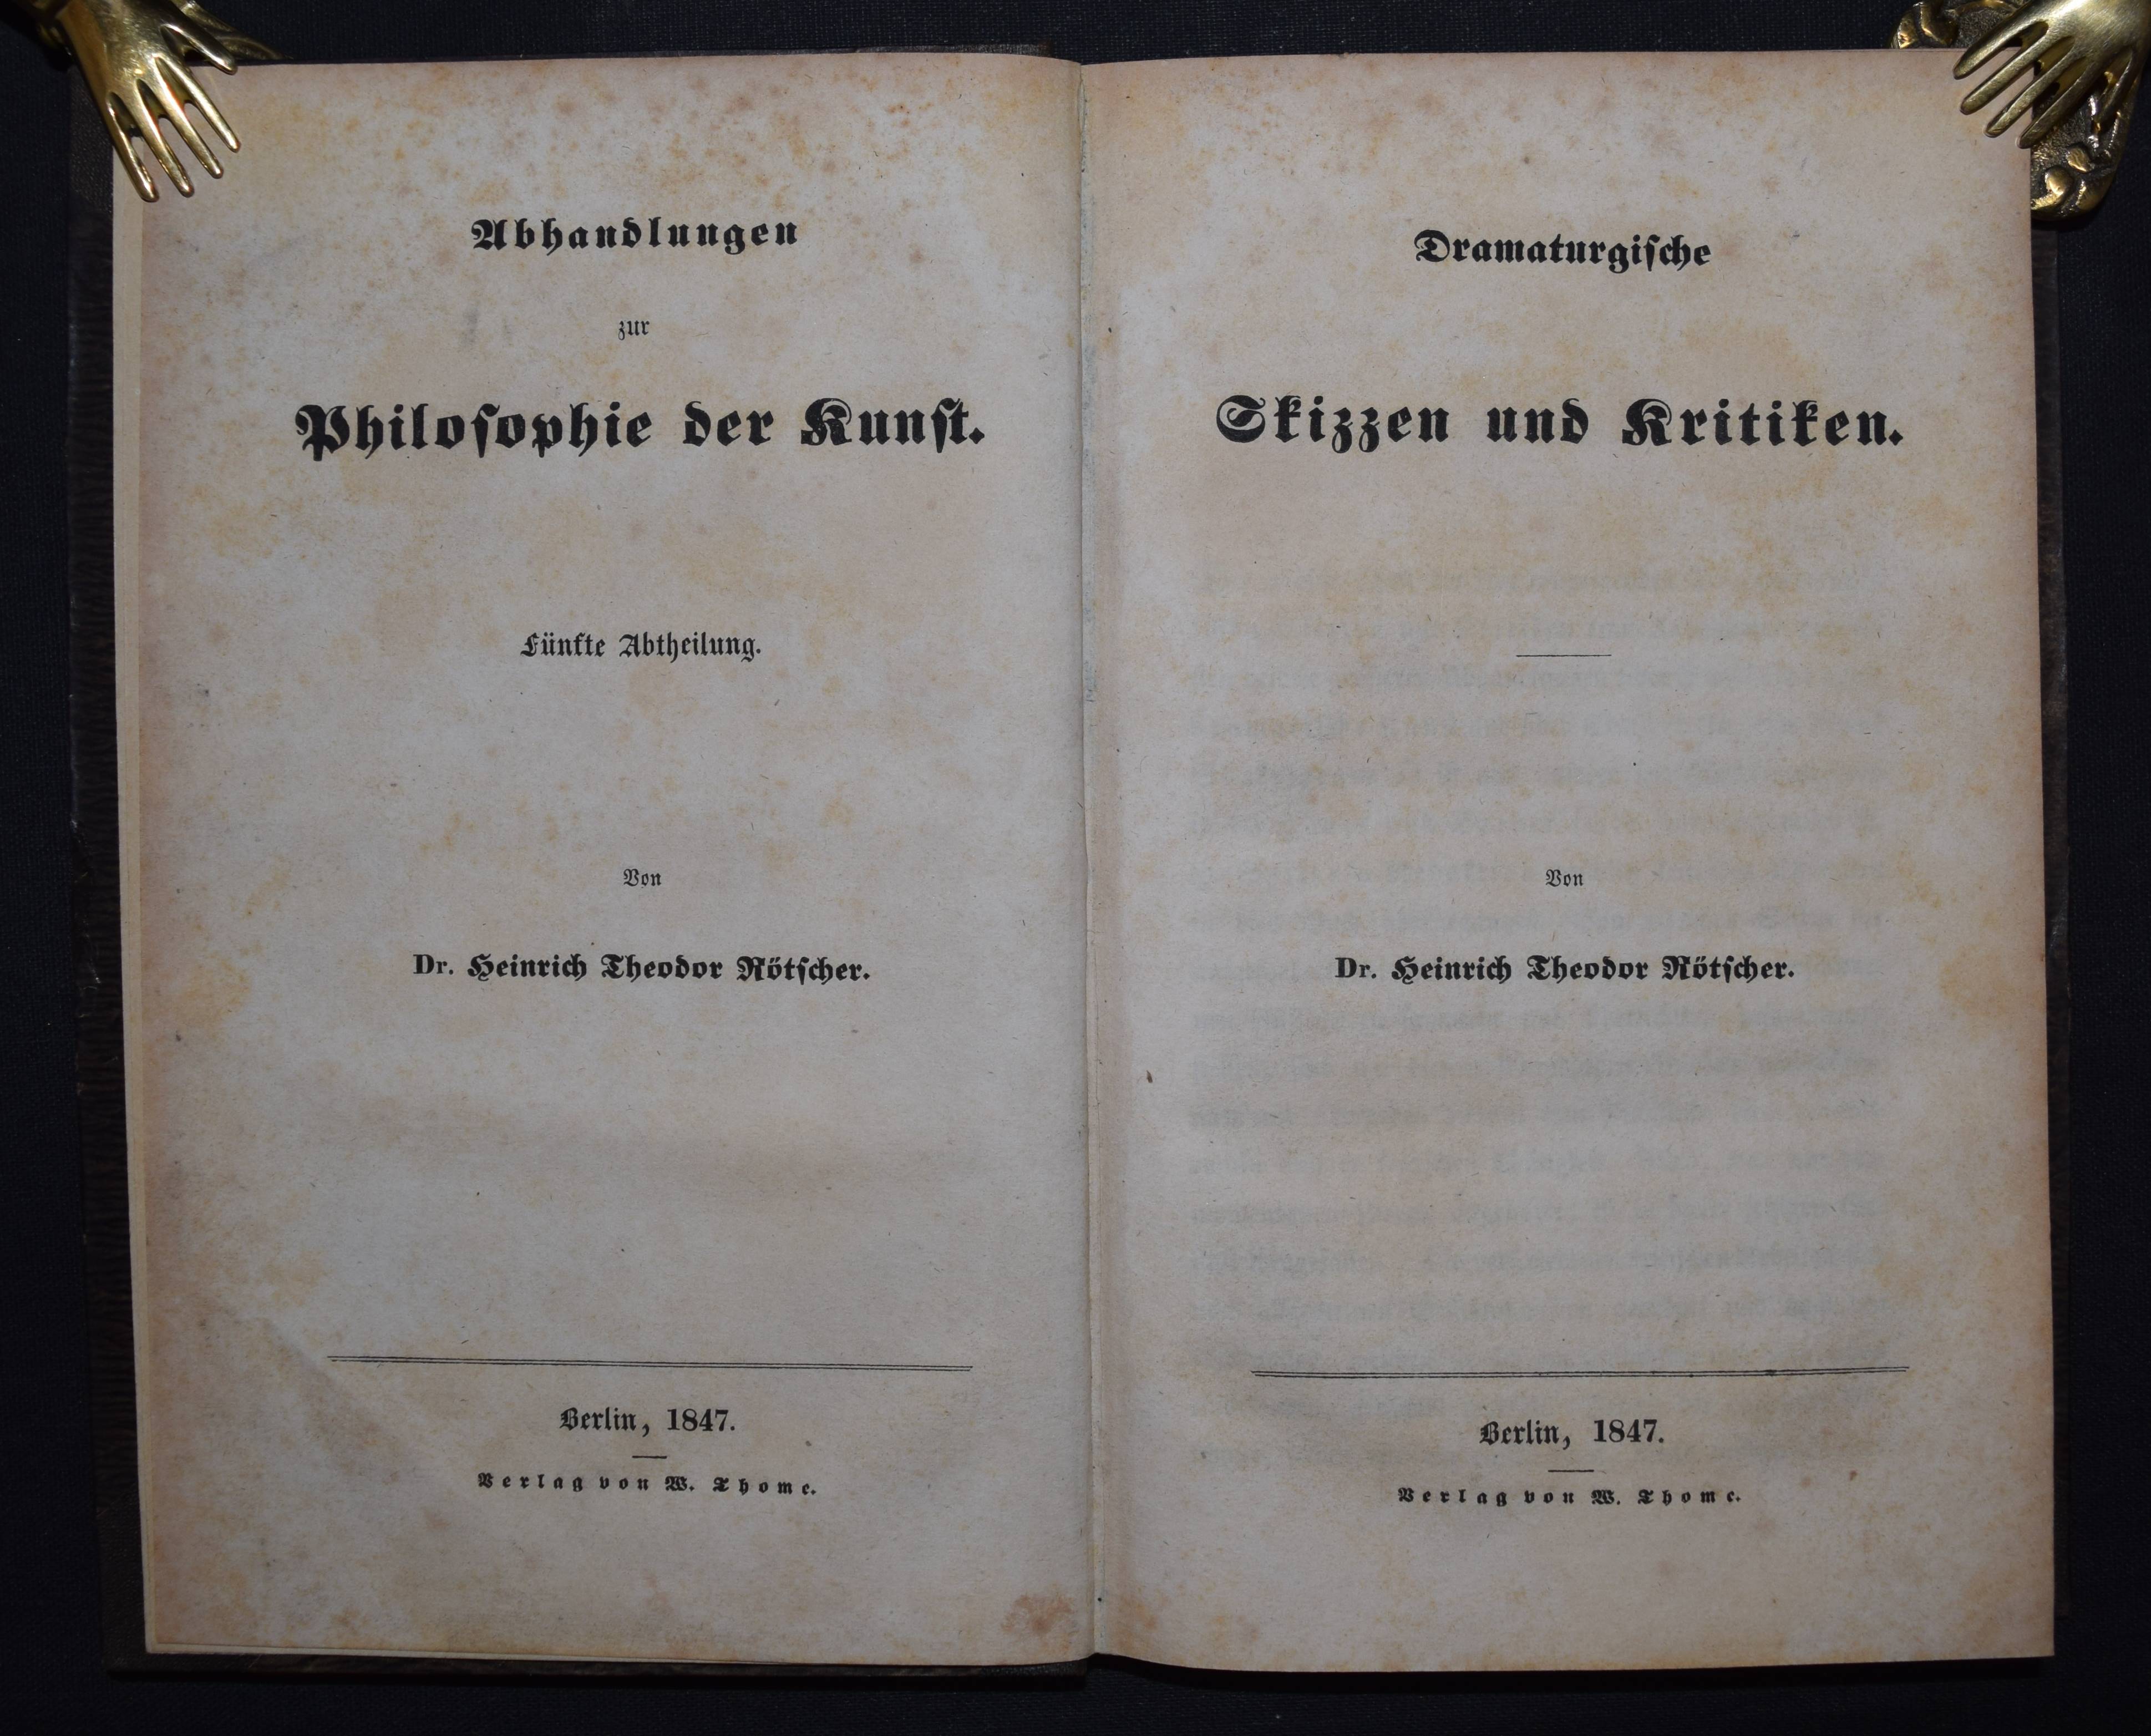 Abhandlungen
zur
Philoſophie der Kunſt.
Fünfte Abtheilung.
Von
Dr. Heinrich Theodor Rötſcher.
Berlin, 1847.
Verlag von W. Thome.
Dramaturgiſche
Skizzen und Kritiken.
Von
Dr. Heinrich Theodor Rötſcher.
Berlin, 1847.
Verlag von W. Thome.